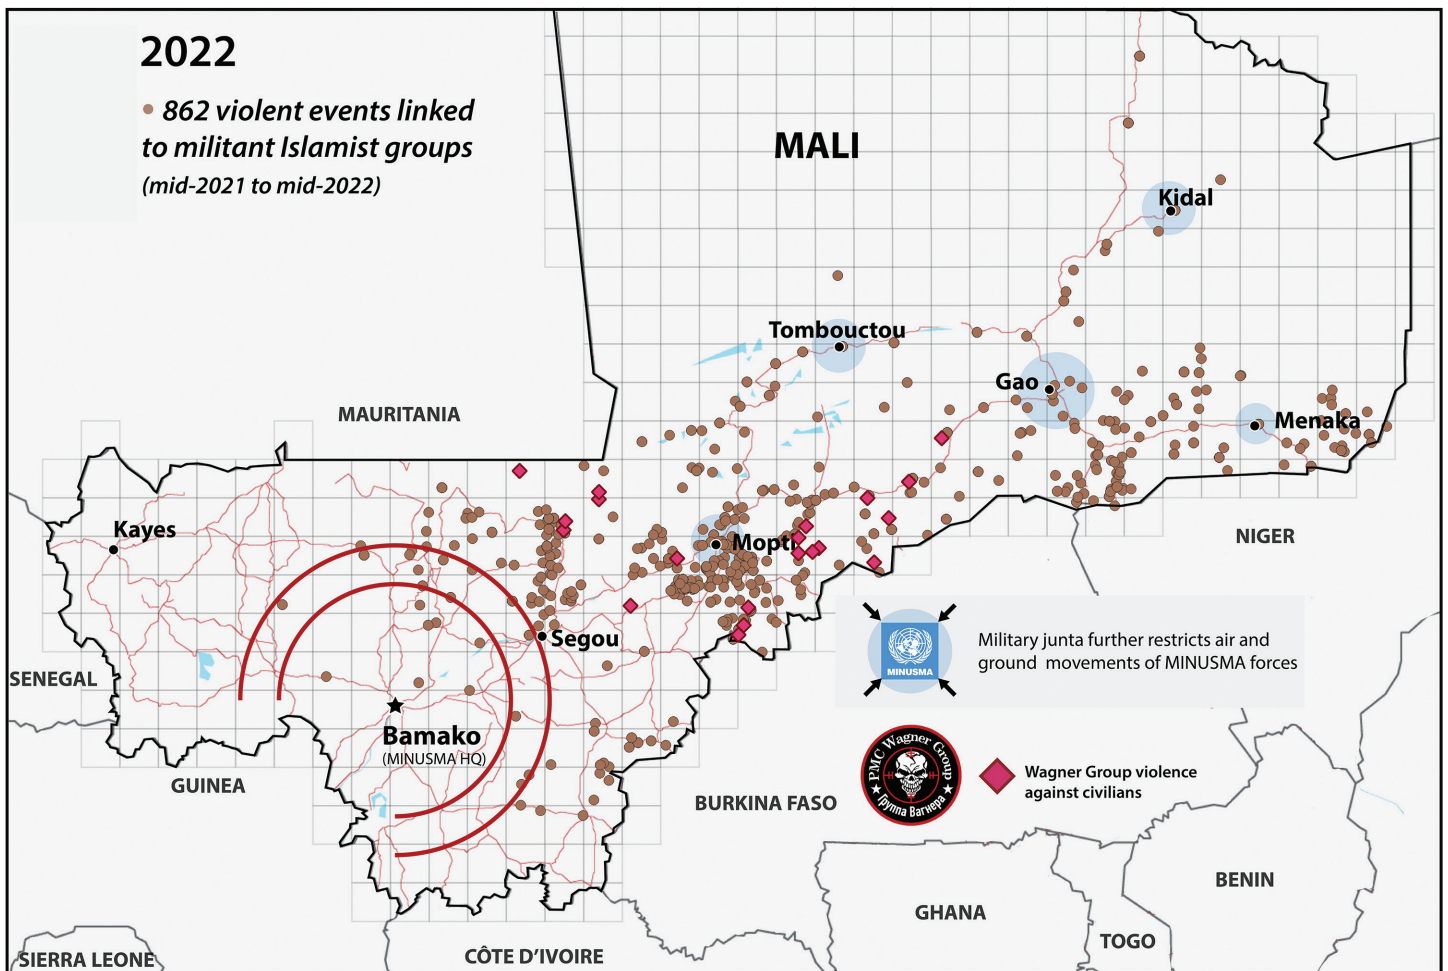 2022
862 violent events linked
to militant Islamist groups
(mid-2021 to mid-2022)
MALI
Kidal
Tombouctou
Gao
Menaka
MAURITANIA
Kayes
Mopti
NIGER
Segou
SENEGAL
Bamako
(MINUSMA HQ)
MINUSMA
Military junta further restricts air and
ground movements of MINUSMA forces
GUINEA
BURKINA FASO
PMC Wagner Group
Группа Вагнера
Wagner Group violence
against civilians
BENIN
GHANA
TOGO
CÔTE D'IVOIRE
SIERRA LEONE